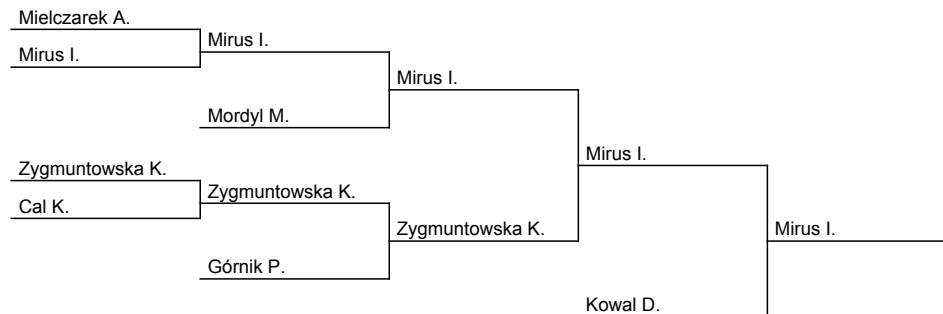 Mielczarek A.
Mirus I.
Mirus I.
Mirus I.
Mordyl M.
Mirus I.
Zygmuntowska K.
Zygmuntowska K.
Cal K.
Zygmuntowska K.
Mirus I.
Górnik P.
Kowal D.